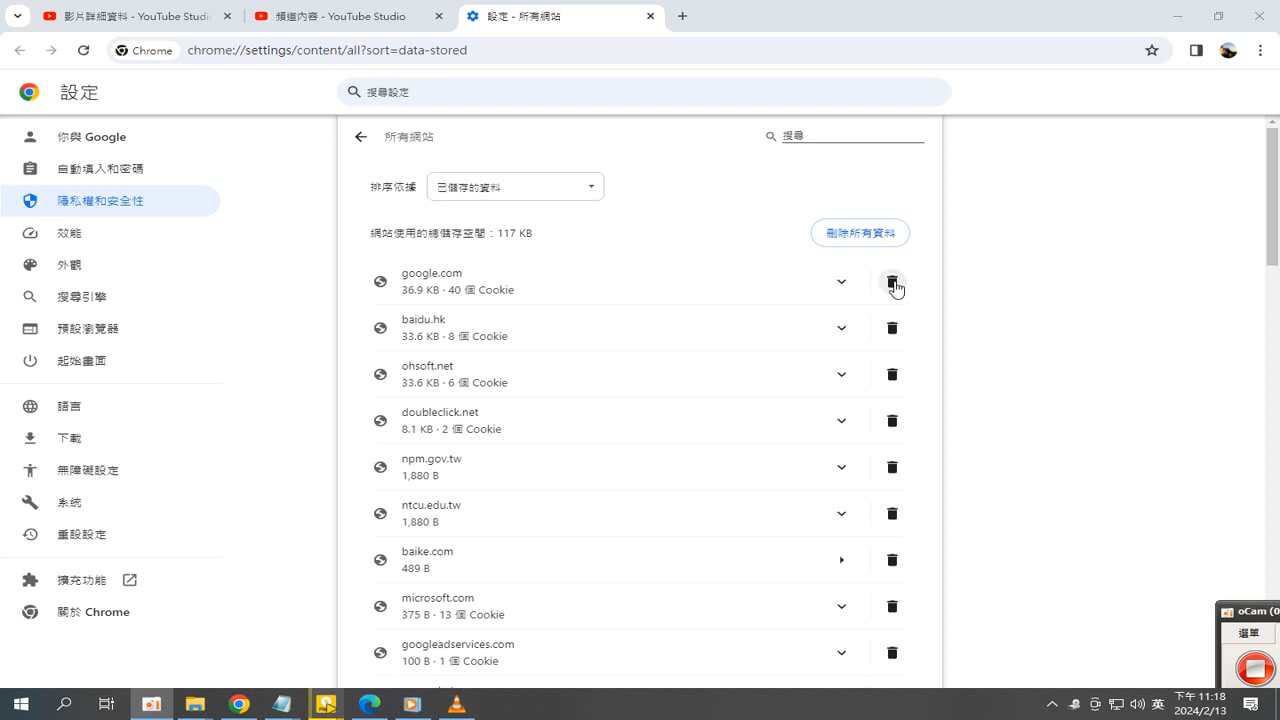 影片詳細資料 - YouTube Studi
頻道內容 - YouTube Studio
設定 - 所有網站
Chrome
chrome://settings/content/all?sort=data-stored
設定
搜尋設定
你與 Google
自動填入和密碼
隱私權和安全性
效能
外觀
搜尋引擎
預設瀏覽器
起始畫面
語言
下載
無障礙設定
系統
重設設定
擴充功能
關於 Chrome
所有網站
搜尋
排序依據
已儲存的資料
網站使用的總儲存空間：117 KB
刪除所有資料
google.com
36.9 KB · 40 個 Cookie
baidu.hk
33.6 KB · 8 個 Cookie
ohsoft.net
33.6 KB · 6 個 Cookie
doubleclick.net
8.1 KB · 2 個 Cookie
npm.gov.tw
1,880 B
ntcu.edu.tw
1,880 B
baike.com
489 B
microsoft.com
375 B · 13 個 Cookie
googleadservices.com
100 B · 1 個 Cookie
oCam (0
選單
英
下午 11:18
2024/2/13